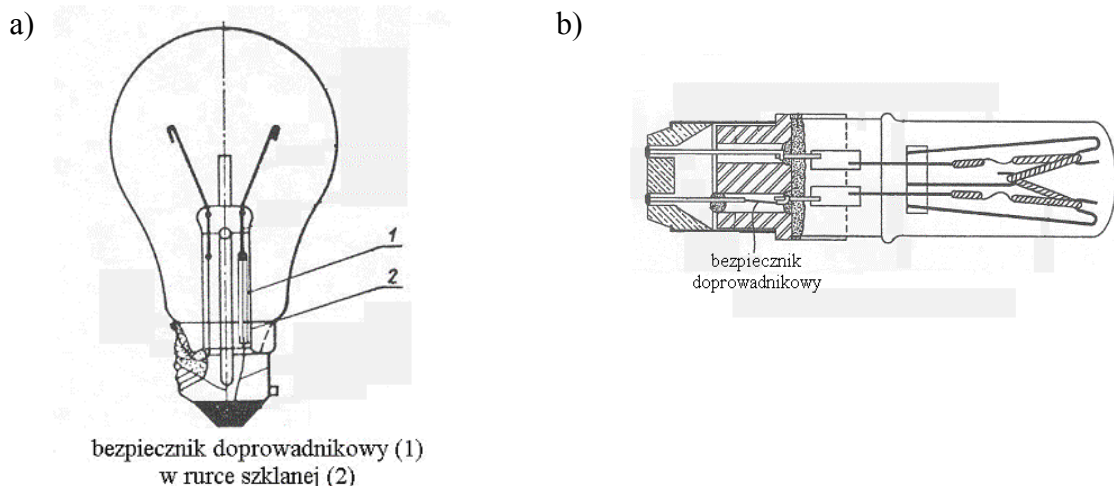 a)
b)
1
2
bezpiecznik
doprowadnikowy
bezpiecznik doprowadnikowy (1)
w rurce szklanej (2)